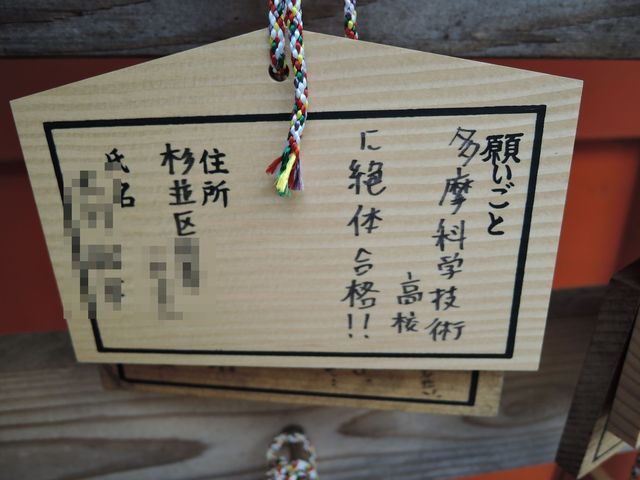 願いごと
多摩科学技術
高校
に絶体合格!!
住所
杉並区
氏名